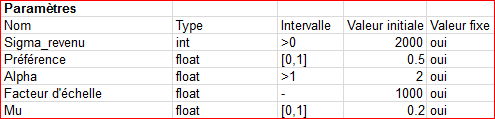 Paramètres
Nom Type Intervalle Valeur initiale Valeur fixe
Sigma_revenu int >0 2000 oui
Préférence float [0,1] 0.5 oui
Alpha float >1 2 oui
Facteur d'échelle float - 1000 oui
Mu float [0,1] 0.2 oui